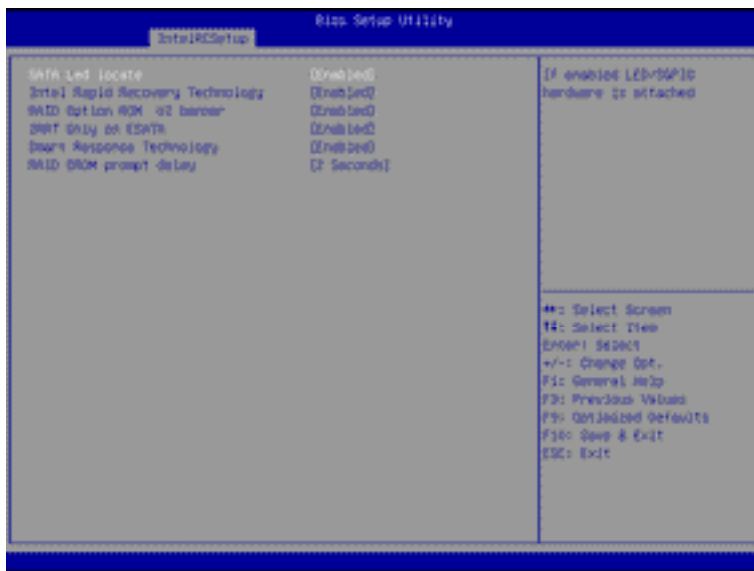 Bios Setup Utility
IntelRCSetup
SATA Led locate [Enabled]
Intel Rapid Recovery Technology [Enabled]
RAID Option ROM banner [Enabled]
IRRT Only on ESATA [Enabled]
Smart Response Technology [Enabled]
RAID OROM prompt delay [2 Seconds]
If enabled LED/SGPIO
hardware is attached
: Select Screen
: Select Item
Enter: Select
+/-: Change Opt.
F1: General Help
Previous Values
F9: Optimized Defaults
F10: Save & Exit
ESC: Exit